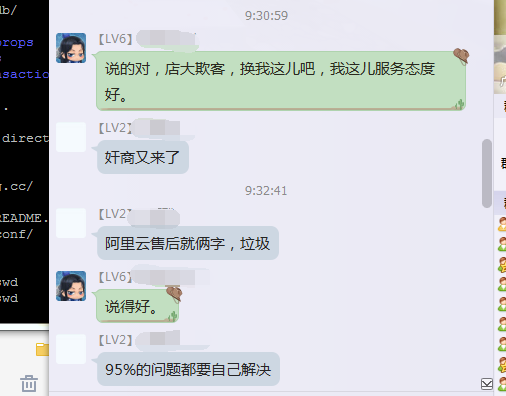 db/
9:30:59
【LV6】
props
说的对，店大欺客，换我这儿吧，我这儿服务态度
好。
nsactio
.
【LV2】
direct
奸商又来了
9:32:41
g.cc/
【LV2】
README.
conf/
阿里云售后就俩字，垃圾
【LV6】
swd
swd
说得好。
【LV2】
95%的问题都要自己解决